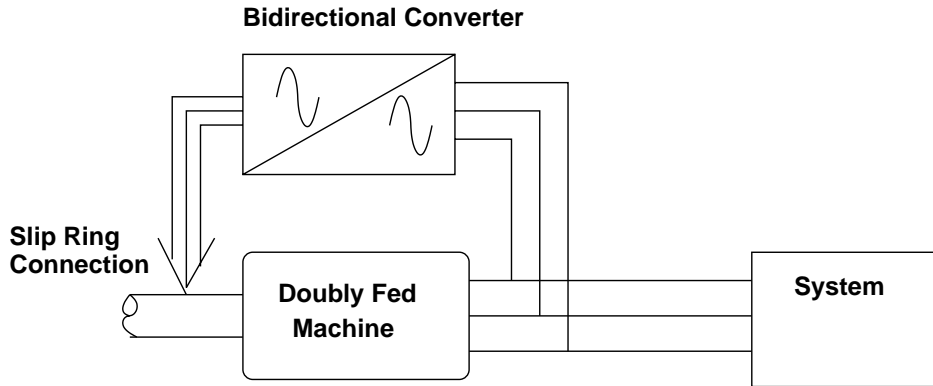 Bidirectional Converter
Slip Ring
Connection
Doubly Fed
Machine
System